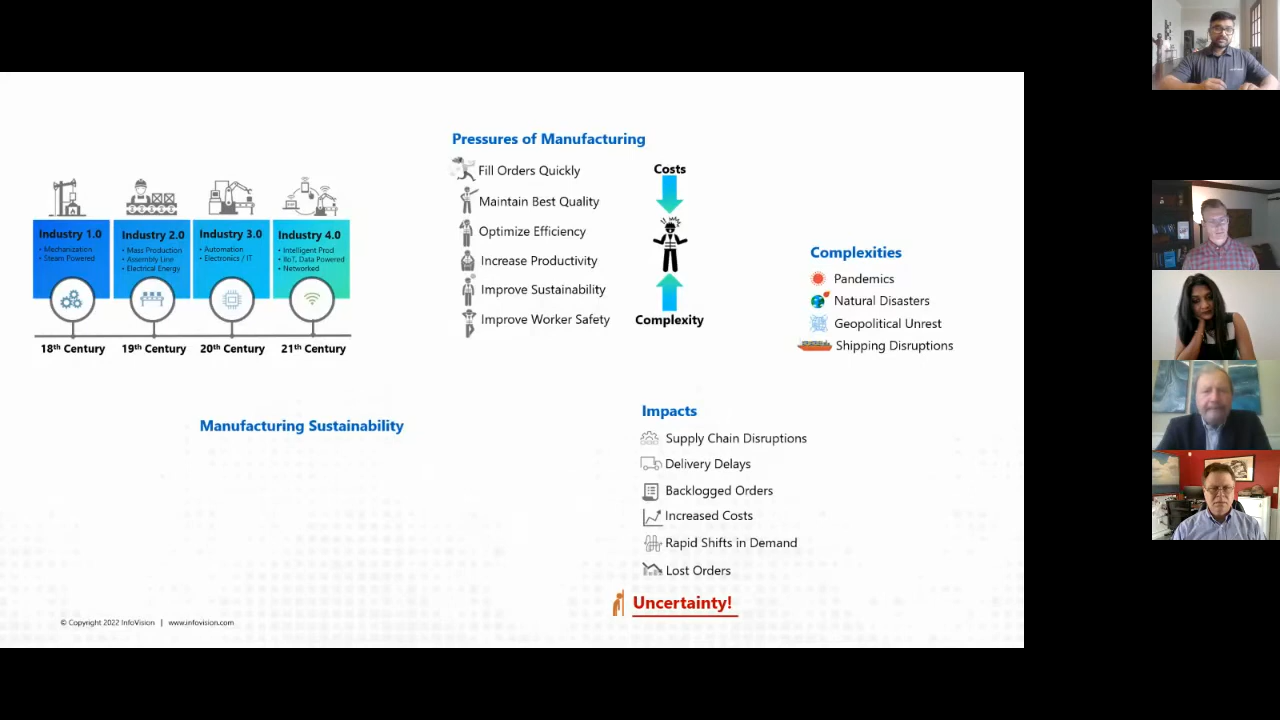 Pressures of Manufacturing
Fill Orders Quickly
Maintain Best Quality
Optimize Efficiency
Increase Productivity
Improve Sustainability
Improve Worker Safety
Costs
Complexity
Industry 1.0
• Mechanization
• Steam Powered
18th Century
Industry 2.0
• Mass Production
• Assembly Line
• Electrical Energy
19th Century
Industry 3.0
• Automation
• Electronics / IT
20th Century
Industry 4.0
• Intelligent Prod
• IIoT, Data Powered
• Networked
21th Century
Complexities
Pandemics
Natural Disasters
Geopolitical Unrest
Shipping Disruptions
Manufacturing Sustainability
Impacts
Supply Chain Disruptions
Delivery Delays
Backlogged Orders
Increased Costs
Rapid Shifts in Demand
Lost Orders
Uncertainty!
© Copyright 2022 InfoVision | www.infovision.com